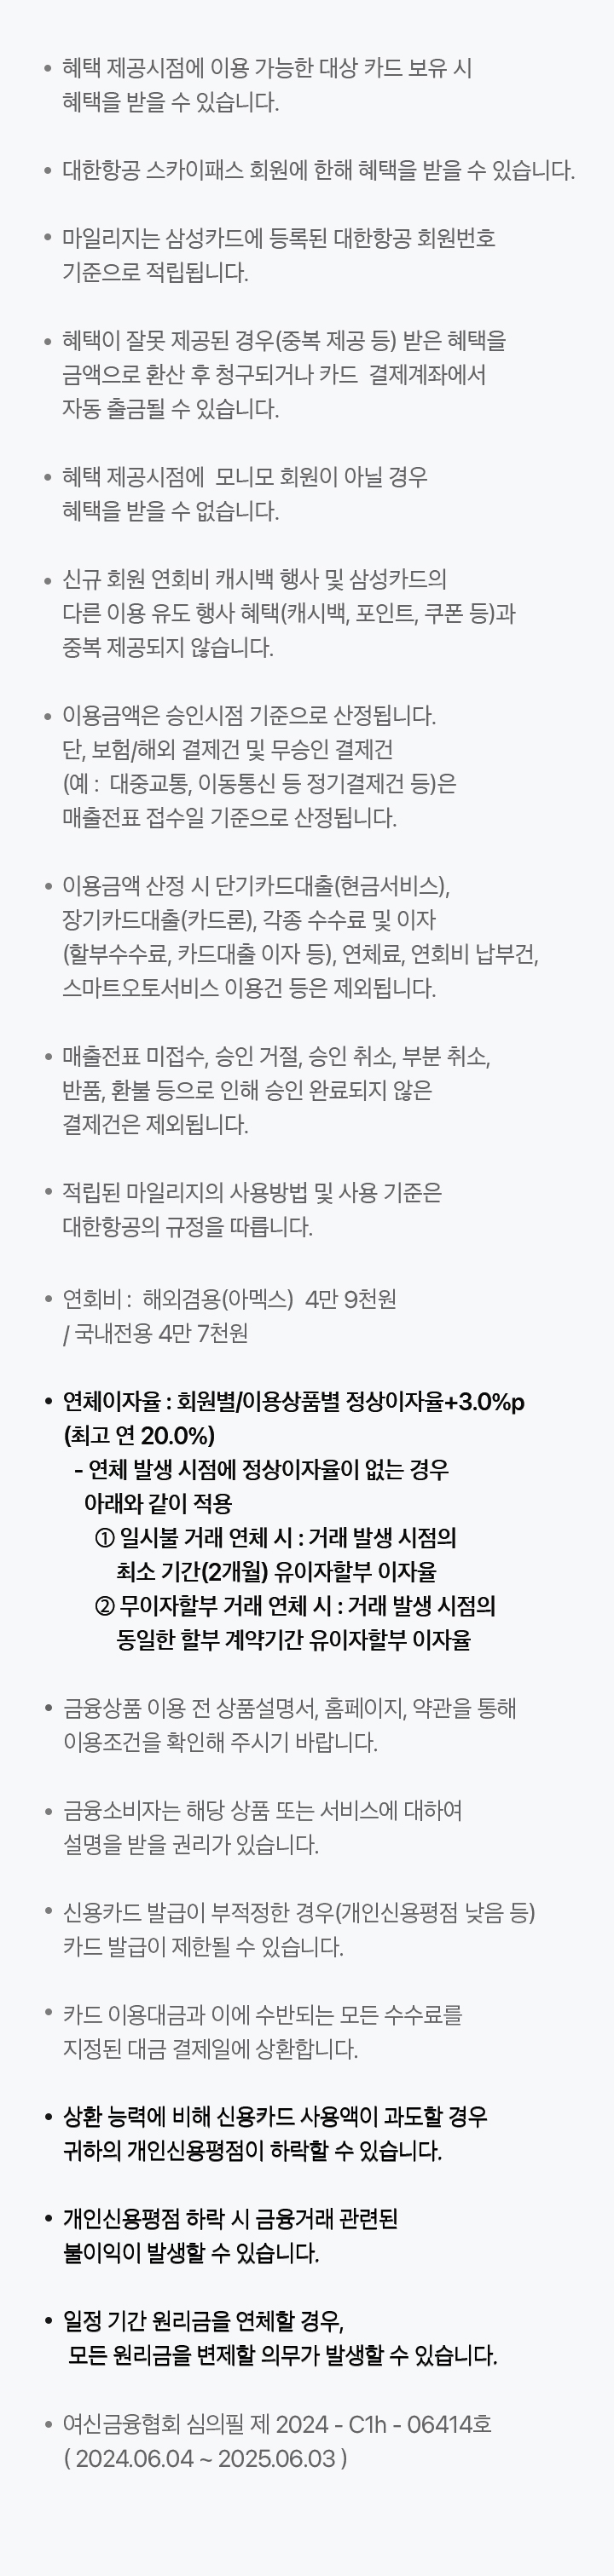 • 혜택 제공시점에 이용 가능한 대상 카드 보유 시
혜택을 받을 수 있습니다.
• 대한항공 스카이패스 회원에 한해 혜택을 받을 수 있습니다.
• 마일리지는 삼성카드에 등록된 대한항공 회원번호
기준으로 적립됩니다.
• 혜택이 잘못 제공된 경우(중복 제공 등) 받은 혜택을
금액으로 환산 후 청구되거나 카드 결제계좌에서
자동 출금될 수 있습니다.
• 혜택 제공시점에 모니모 회원이 아닐 경우
혜택을 받을 수 없습니다.
• 신규 회원 연회비 캐시백 행사 및 삼성카드의
다른 이용 유도 행사 혜택(캐시백, 포인트, 쿠폰 등)과
중복 제공되지 않습니다.
• 이용금액은 승인시점 기준으로 산정됩니다.
단, 보험/해외 결제건 및 무승인 결제건
(예 : 대중교통, 이동통신 등 정기결제건 등)은
매출전표 접수일 기준으로 산정됩니다.
• 이용금액 산정 시 단기카드대출(현금서비스),
장기카드대출(카드론), 각종 수수료 및 이자
(할부수수료, 카드대출 이자 등), 연체료, 연회비 납부건,
스마트오토서비스 이용건 등은 제외됩니다.
• 매출전표 미접수, 승인 거절, 승인 취소, 부분 취소,
반품, 환불 등으로 인해 승인 완료되지 않은
결제건은 제외됩니다.
• 적립된 마일리지의 사용방법 및 사용 기준은
대한항공의 규정을 따릅니다.
• 연회비 : 해외겸용(아멕스) 4만 9천원
/ 국내전용 4만 7천원
• 연체이자율 : 회원별/이용상품별 정상이자율+3.0%p
(최고 연 20.0%)
- 연체 발생 시점에 정상이자율이 없는 경우
아래와 같이 적용
① 일시불 거래 연체 시 : 거래 발생 시점의
최소 기간(2개월) 유이자할부 이자율
② 무이자할부 거래 연체 시 : 거래 발생 시점의
동일한 할부 계약기간 유이자할부 이자율
• 금융상품 이용 전 상품설명서, 홈페이지, 약관을 통해
이용조건을 확인해 주시기 바랍니다.
• 금융소비자는 해당 상품 또는 서비스에 대하여
설명을 받을 권리가 있습니다.
• 신용카드 발급이 부적정한 경우(개인신용평점 낮음 등)
카드 발급이 제한될 수 있습니다.
• 카드 이용대금과 이에 수반되는 모든 수수료를
지정된 대금 결제일에 상환합니다.
• 상환 능력에 비해 신용카드 사용액이 과도할 경우
귀하의 개인신용평점이 하락할 수 있습니다.
• 개인신용평점 하락 시 금융거래 관련된
불이익이 발생할 수 있습니다.
• 일정 기간 원리금을 연체할 경우,
모든 원리금을 변제할 의무가 발생할 수 있습니다.
• 여신금융협회 심의필 제 2024 - C1h - 06414호
( 2024.06.04 ~ 2025.06.03 )